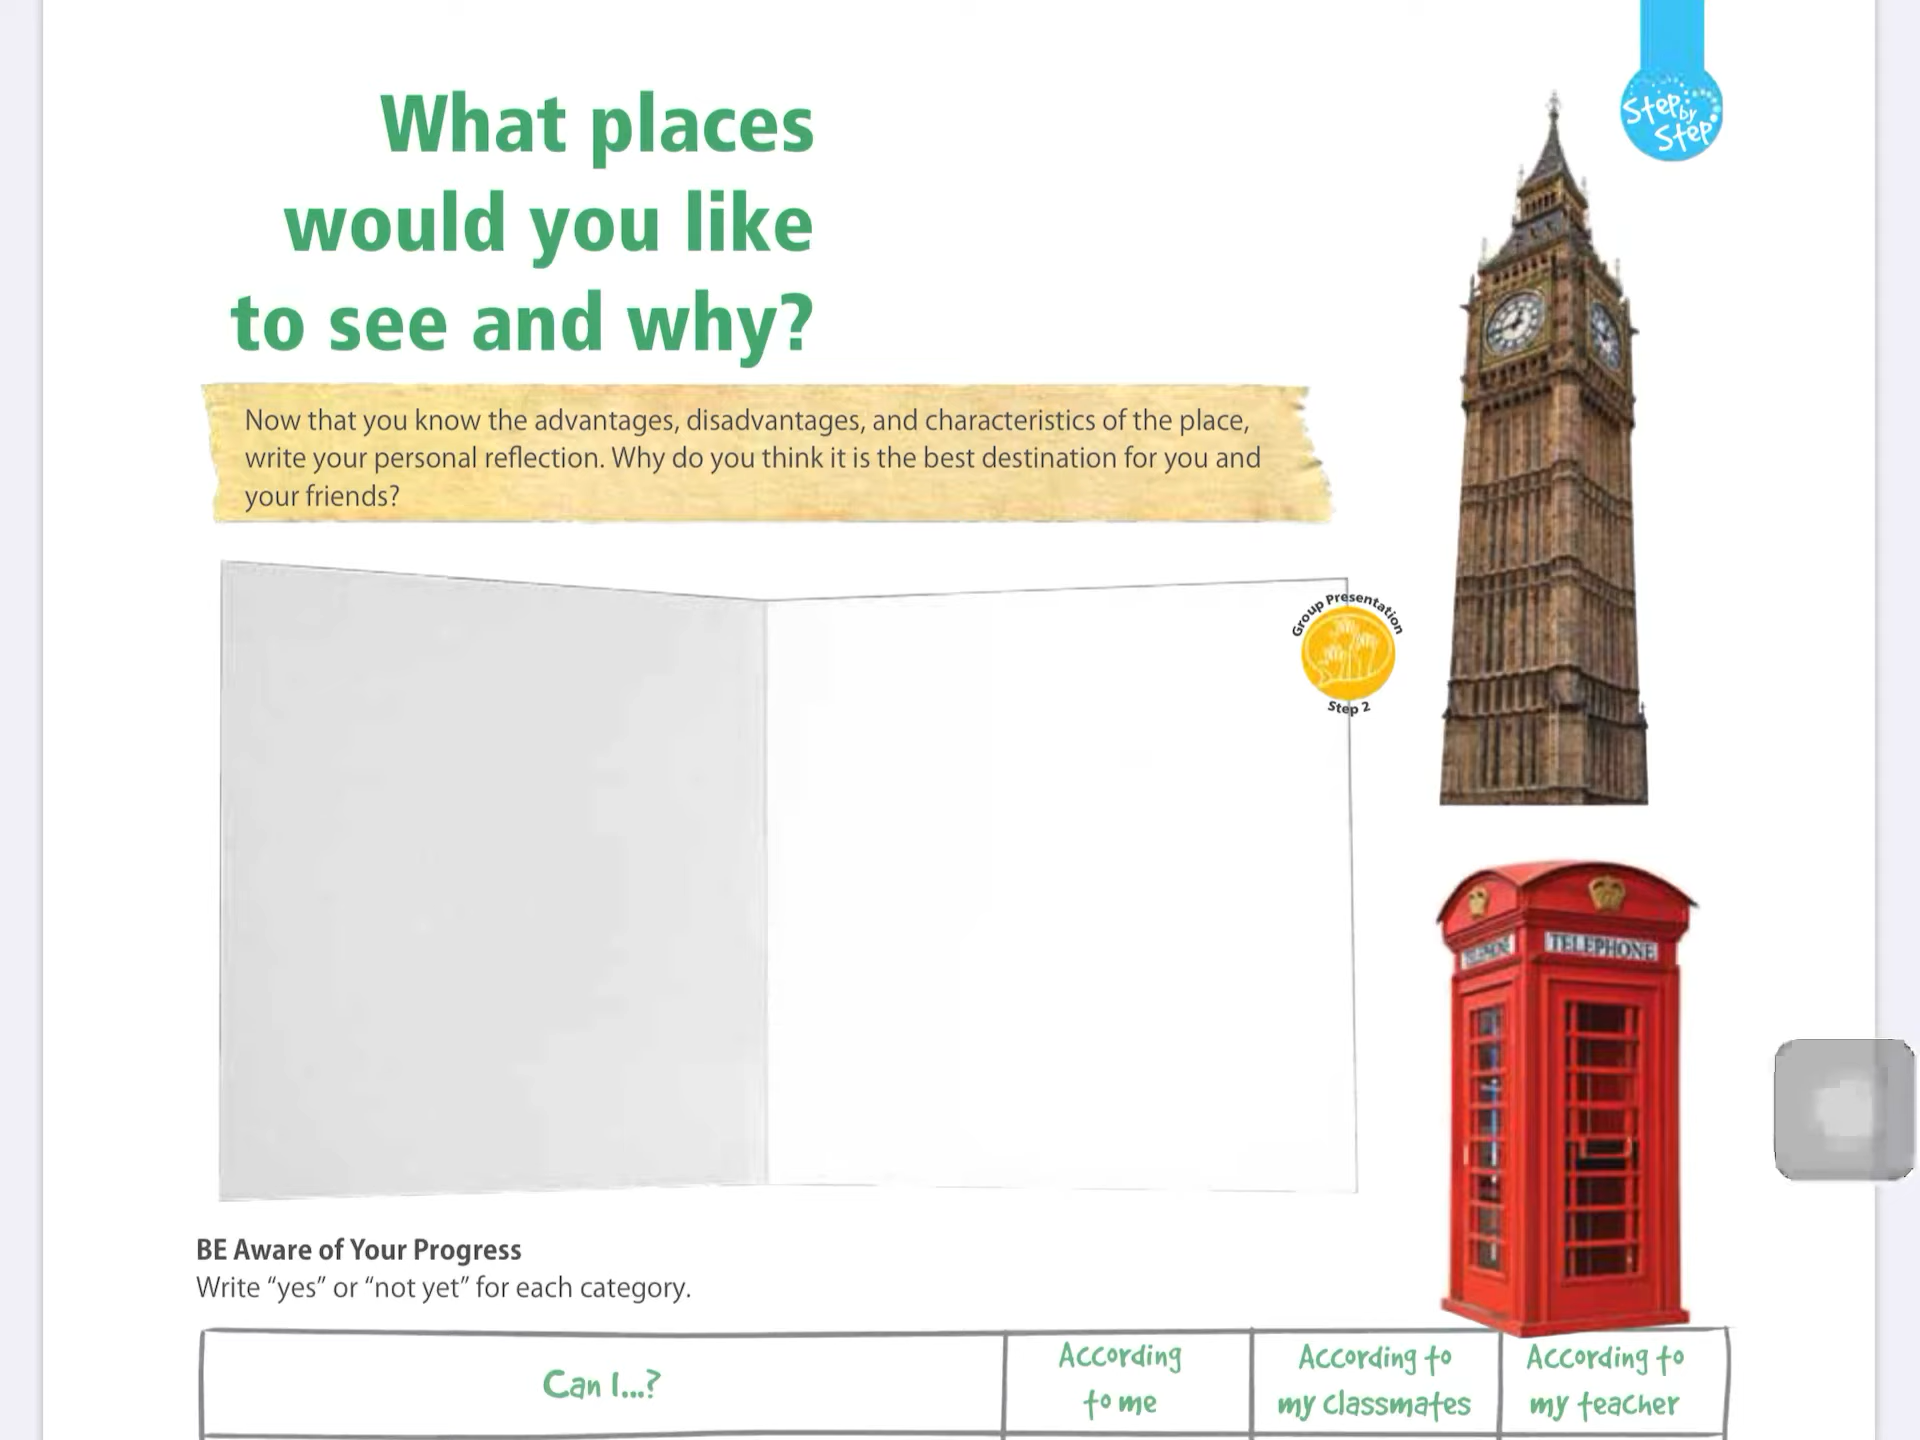 Step by
Step
What places
would you like
to see and why?
Now that you know the advantages, disadvantages, and characteristics of the place,
write your personal reflection. Why do you think it is the best destination for you and
your friends?
Group Presentation
Step 2
TELEPHONE
TELEPHONE
BE Aware of Your Progress
Write “yes” or “not yet” for each category.
Can I...?
According
to me
According to
my classmates
According to
my teacher